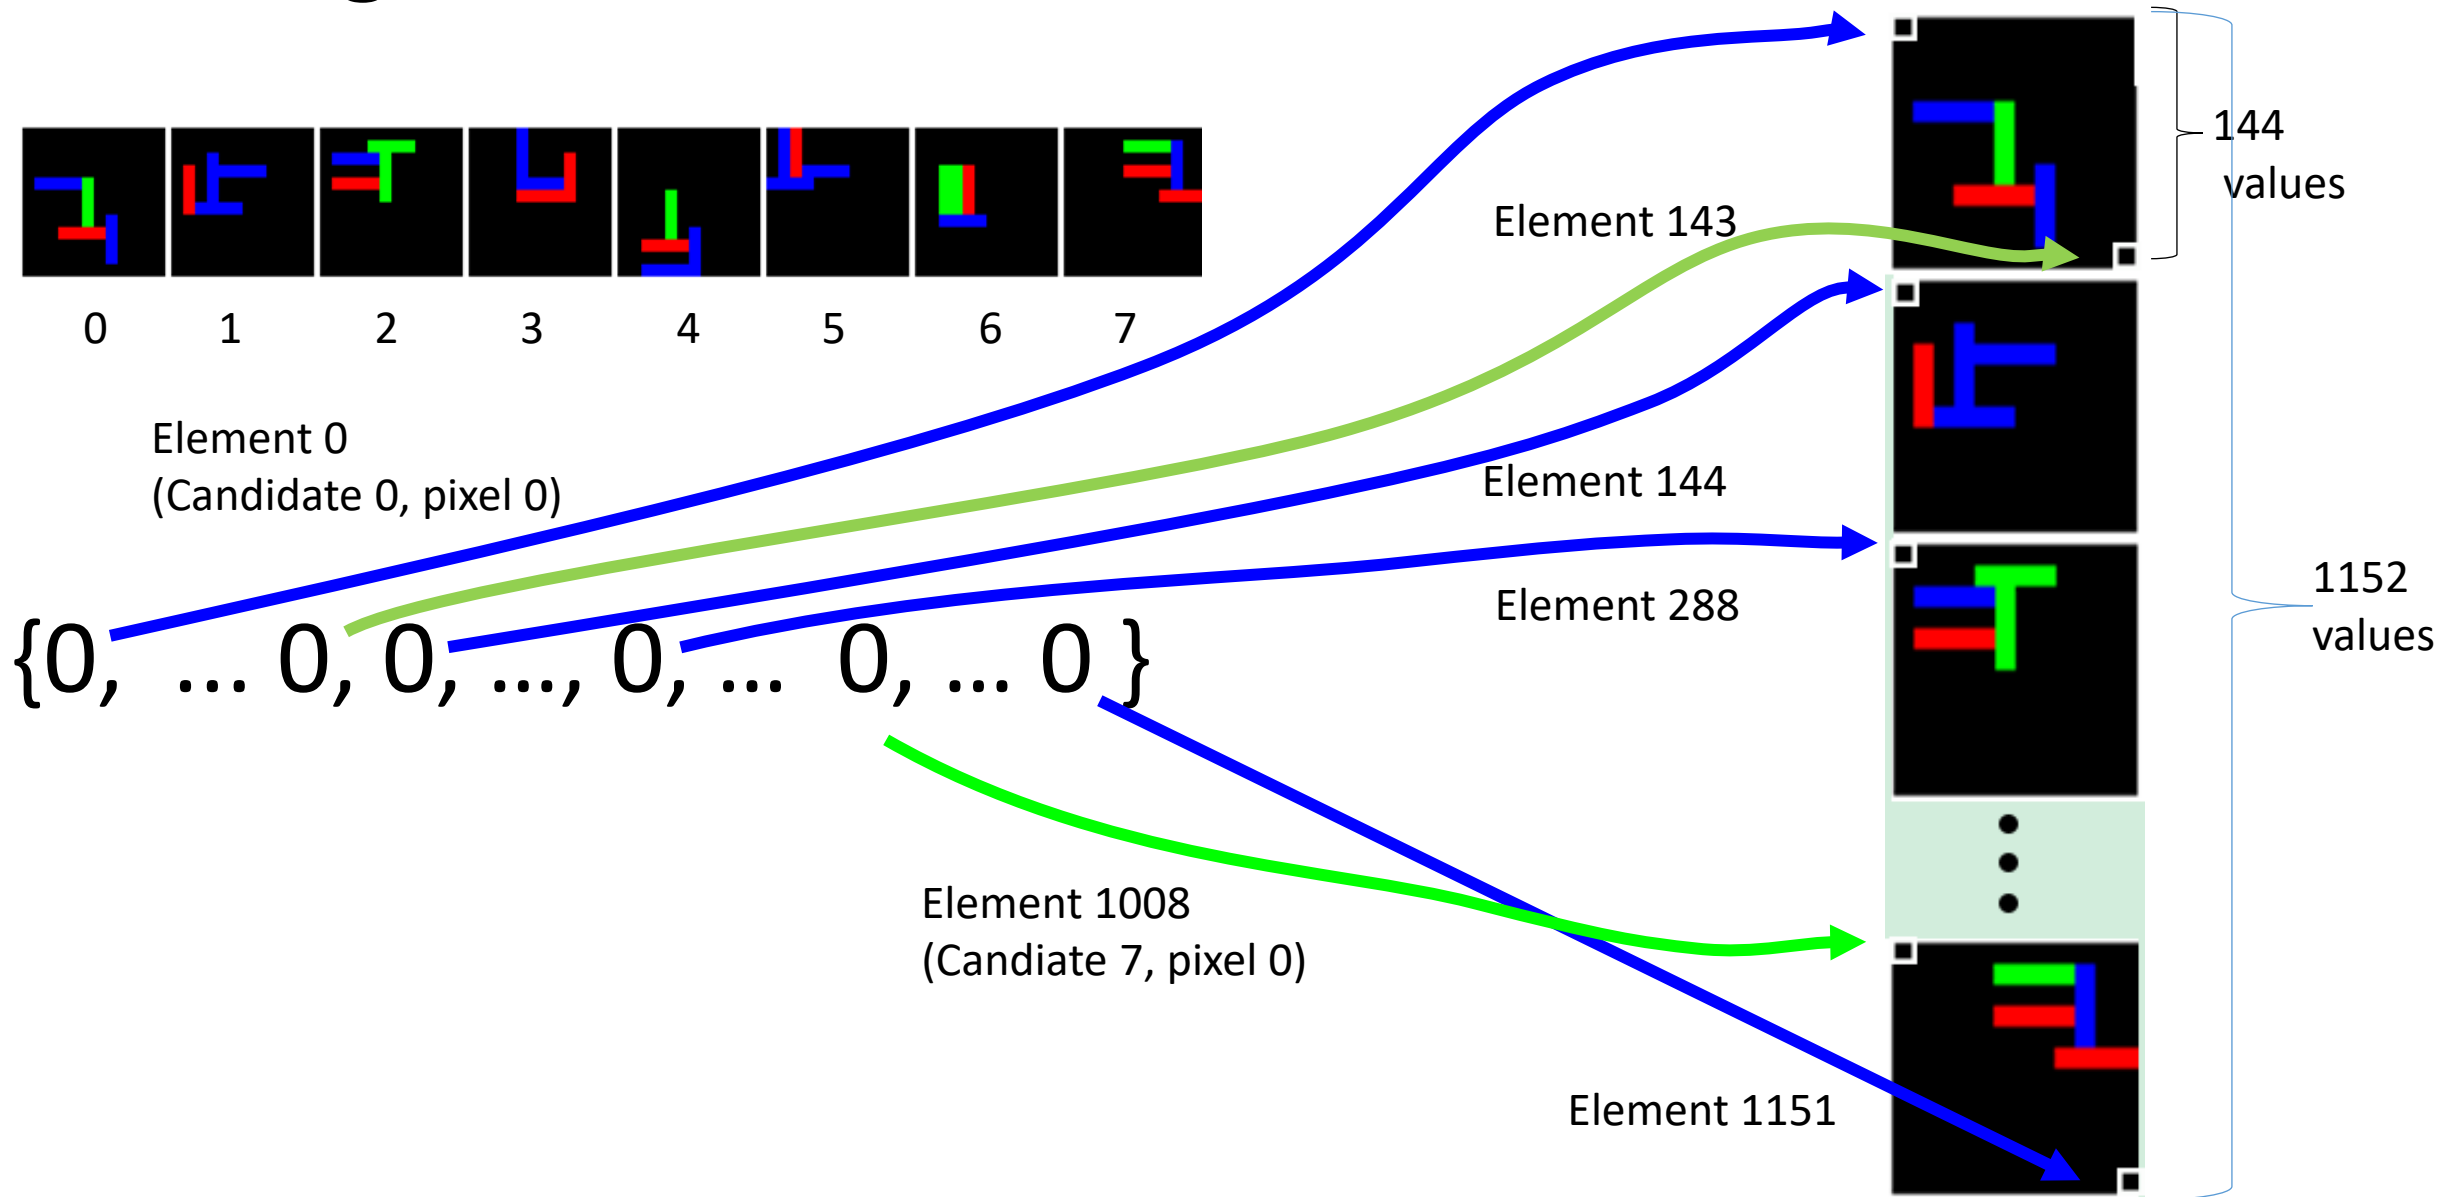 0 1 2 3 4 5 6 7
Element 0
(Candidate 0, pixel 0)
{0, ... 0, 0, ..., 0, ... 0, ... 0 }
Element 143
Element 144
Element 288
Element 1008
(Candiate 7, pixel 0)
Element 1151
144
values
1152
values